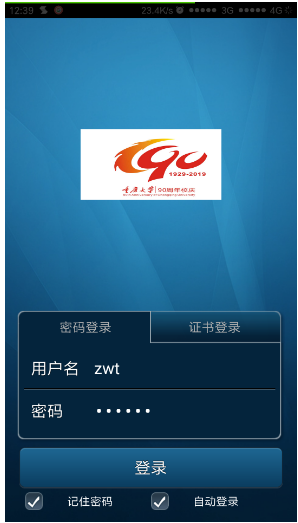 12:39 23.4K/s 3G 4G
90
1929-2019
重庆大学 90周年校庆
密码登录 证书登录
用户名 zwt
密码 ••••••
登录
记住密码 自动登录